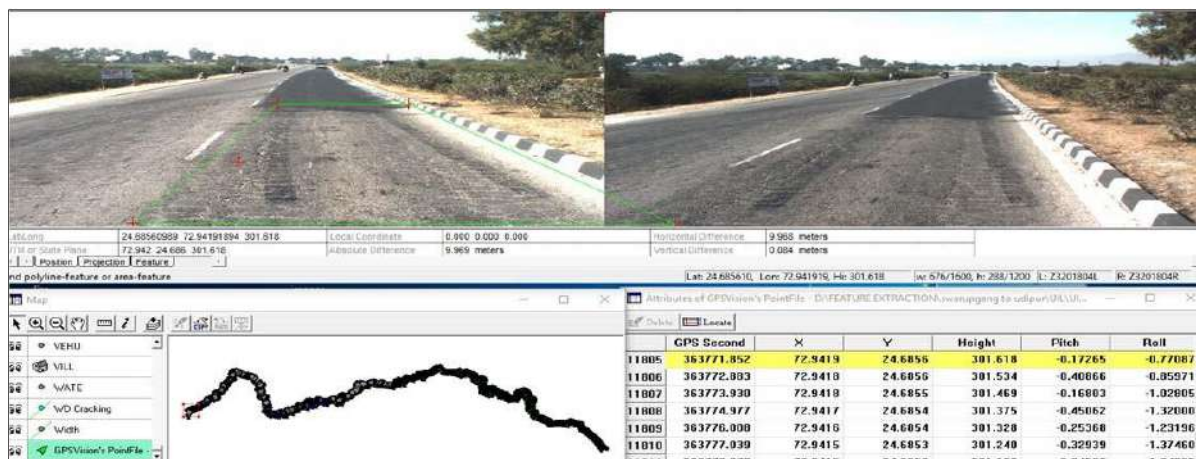 Lat/Long 24.68560989 72.94191894 301.618 Local Coordinate 0.000 0.000 0.000 Horizontal Difference 9.968 meters
UTM or State Plane 72.942 24.686 301.618 Absolute Difference 9.969 meters Vertical Difference 0.084 meters
Position Projection Feature
nd polyline-feature or area-feature Lat: 24.685610, Lon: 72.941919, Ht: 301.618 w: 676/1600, h: 288/1200 L: Z3201804L R: Z3201804R
Map
VEHU
VILL
WATE
WD Cracking
Width
GPSVision's PointFile
Attributes of GPSVision's PointFile - D:\FEATURE EXTRACTION\
Delete Locate
GPS Second X Y Height Pitch Roll
11805 363771.852 72.9419 24.6856 301.618 -0.17265 -0.77087
11806 363772.883 72.9418 24.6856 301.534 -0.40866 -0.85971
11807 363773.930 72.9418 24.6855 301.469 -0.16803 -1.02805
11808 363774.977 72.9417 24.6854 301.375 -0.45062
11809 363776.008 72.9416 24.6854 301.328 -0.25368 -1.23196
11810 363777.039 72.9415 24.6853 301.240 -0.32939 -1.37460